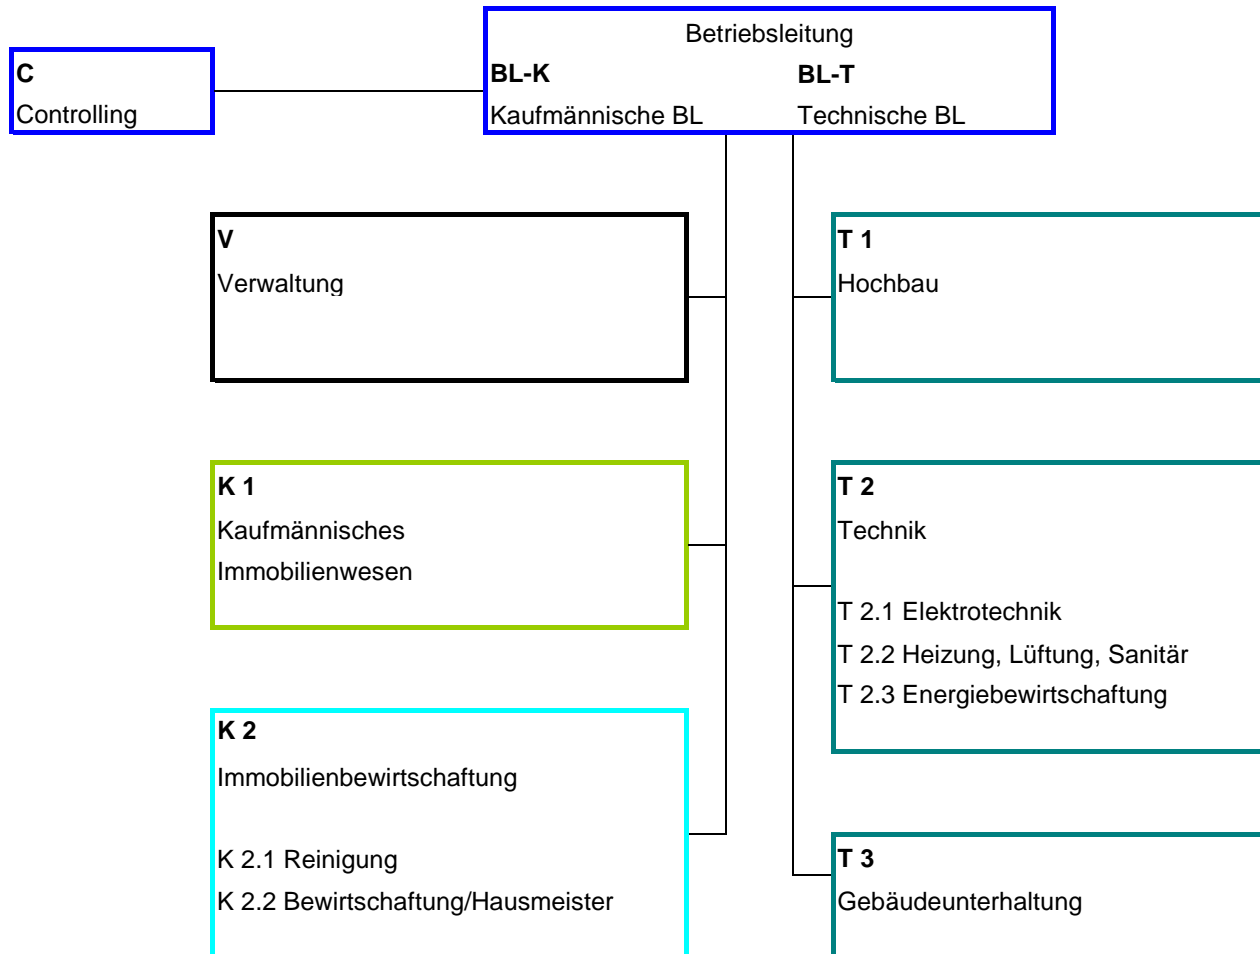 Betriebsleitung
C
Controlling
BL-K
BL-T
Kaufmännische BL
Technische BL
V
Verwaltung
T 1
Hochbau
K 1
Kaufmännisches
Immobilienwesen
T 2
Technik
T 2.1 Elektrotechnik
T 2.2 Heizung, Lüftung, Sanitär
T 2.3 Energiebewirtschaftung
K 2
Immobilienbewirtschaftung
K 2.1 Reinigung
K 2.2 Bewirtschaftung/Hausmeister
T 3
Gebäudeunterhaltung